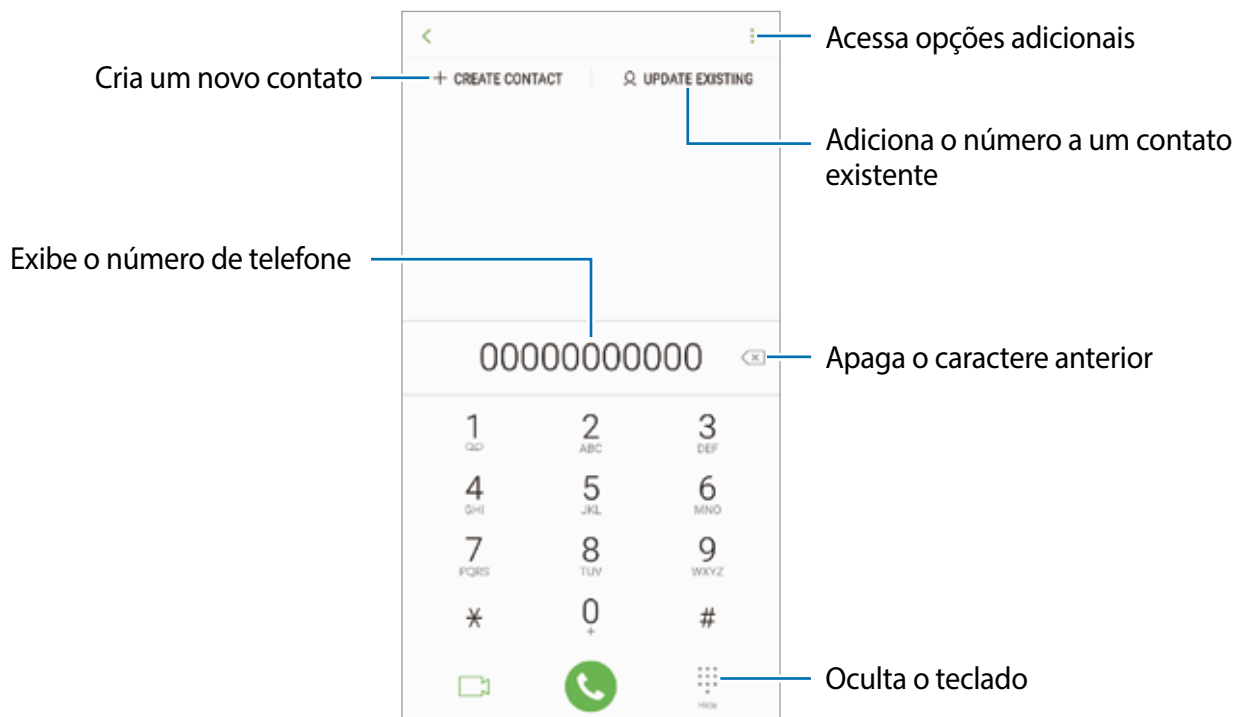 Acessa opções adicionais
Cria um novo contato
+ CREATE CONTACT
UPDATE EXISTING
Adiciona o número a um contato
existente
Exibe o número de telefone
00000000000
Apaga o caractere anterior
1 2 3
ABC DEF
4 5 6
GHI JKL MNO
7 8 9
PQRS TUV WXYZ
* 0 #
+
Oculta o teclado
Hide